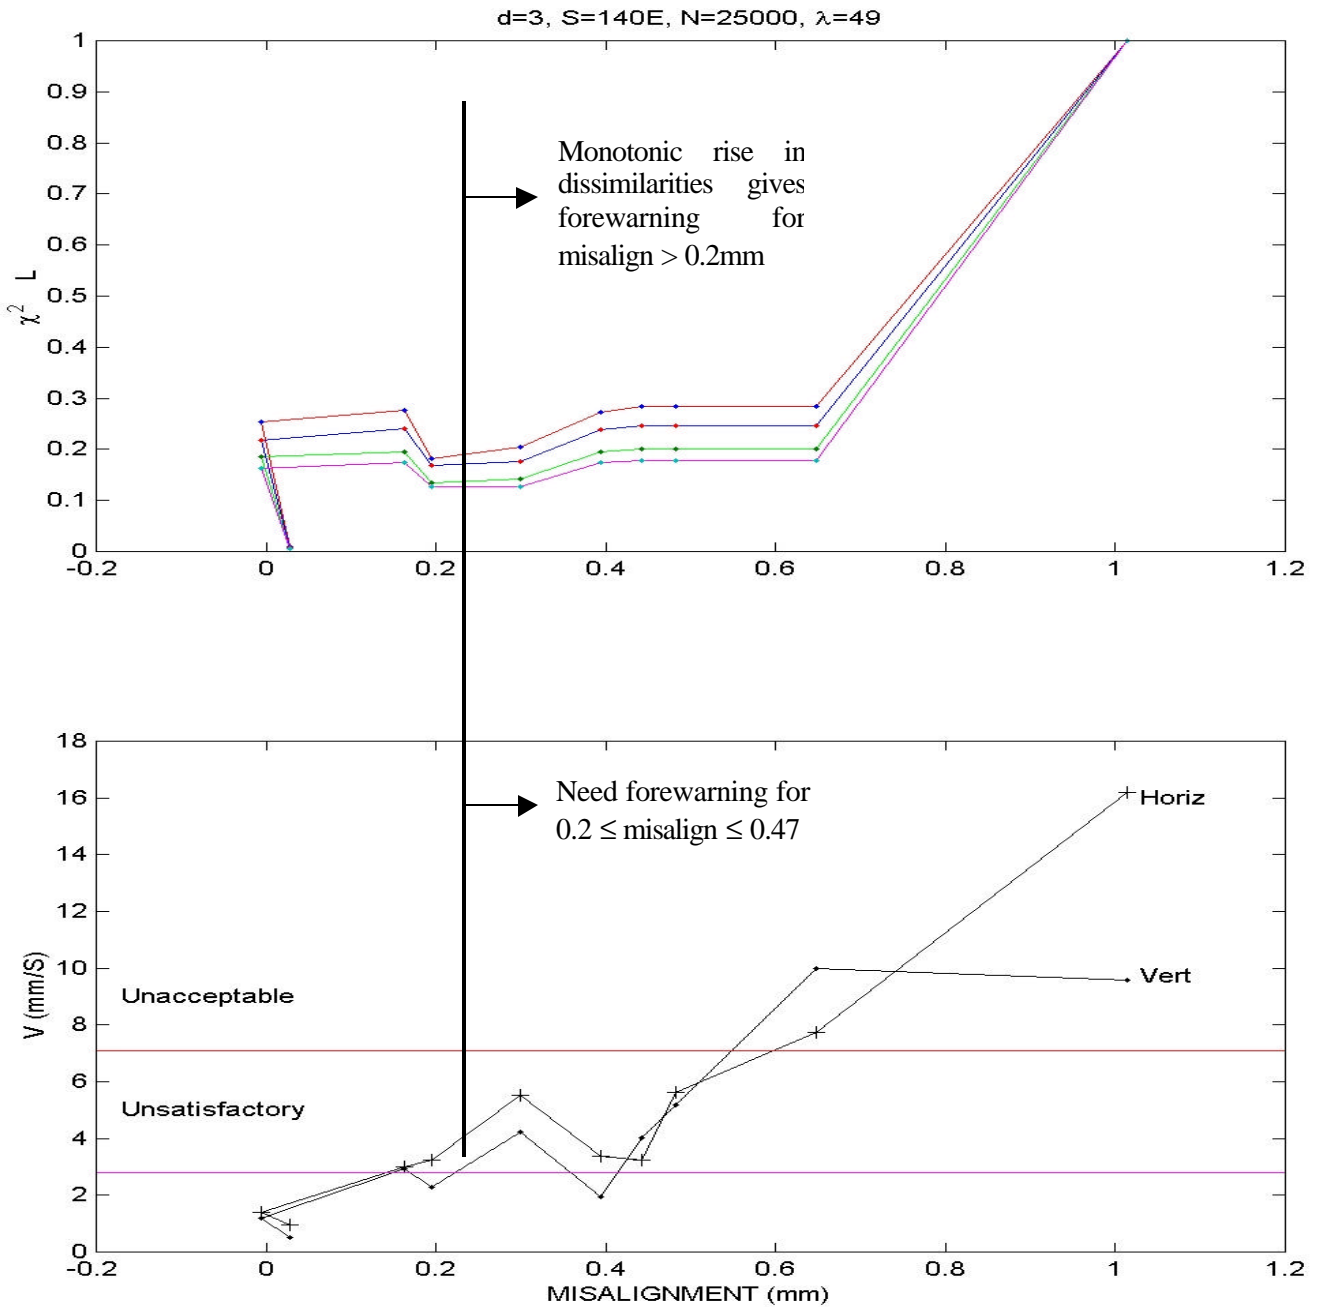 d=3, S=140E, N=25000, λ=49
1
0.9
0.8
0.7
0.6
0.5
0.4
0.3
0.2
0.1
0
χ² L
Monotonic rise in
dissimilarities gives
forewarning for
misalign > 0.2mm
-0.2 0 0.2 0.4 0.6 0.8 1 1.2
18
16
14
12
10
8
6
4
2
0
V (mm/S)
Need forewarning for
0.2 ≤ misalign ≤ 0.47
Horiz
Vert
Unacceptable
Unsatisfactory
-0.2 0 0.2 0.4 0.6 0.8 1 1.2
MISALIGNMENT (mm)